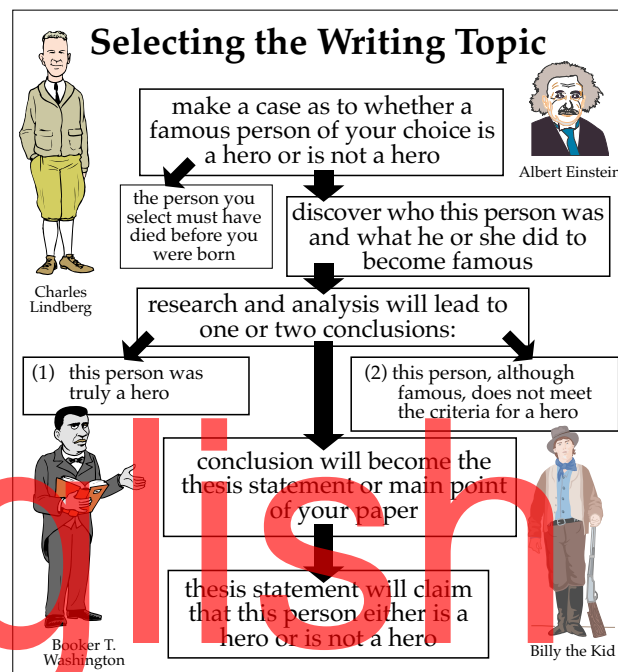 Selecting the Writing Topic
make a case as to whether a
famous person of your choice is
a hero or is not a hero
Albert Einstein
the person you
select must have
died before you
were born
discover who this person was
and what he or she did to
become famous
Charles
Lindberg
research and analysis will lead to
one or two conclusions:
(1) this person was
truly a hero
(2) this person, although
famous, does not meet
the criteria for a hero
conclusion will become the
thesis statement or main point
of your paper
thesis statement will claim
that this person either is a
hero or is not a hero
Booker T.
Washington
Billy the Kid
glish